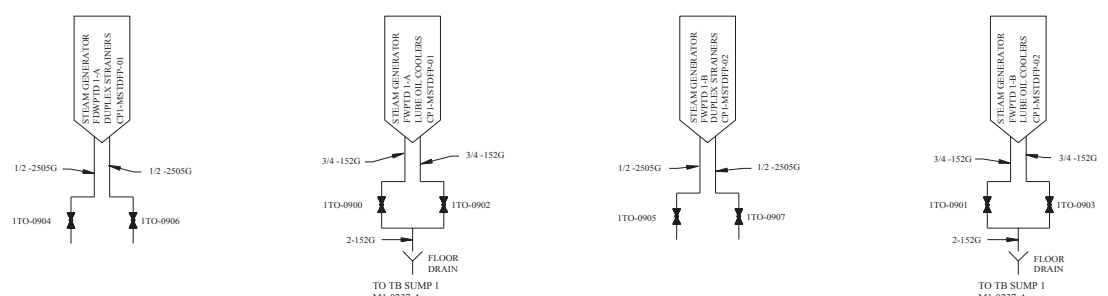 STEAM GENERATOR
FDWPTD 1-A
DUPLEX STRAINERS
CP1-MSTDFP-01
1/2 -2505G
1/2 -2505G
1TO-0904
1TO-0906
STEAM GENERATOR
FWPTD 1-A
LUBE OIL COOLERS
CP1-MSTDFP-01
3/4 -152G
3/4 -152G
1TO-0900
1TO-0902
2-152G
FLOOR
DRAIN
TO TB SUMP 1
M1-0237-A
STEAM GENERATOR
FWPTD 1-B
DUPLEX STRAINERS
CP1-MSTDFP-02
1/2 -2505G
1/2 -2505G
1TO-0905
1TO-0907
STEAM GENERATOR
FWPTD 1-B
LUBE OIL COOLERS
CP1-MSTDFP-02
3/4 -152G
3/4 -152G
1TO-0901
1TO-0903
2-152G
FLOOR
DRAIN
TO TB SUMP 1
M1-0237-A